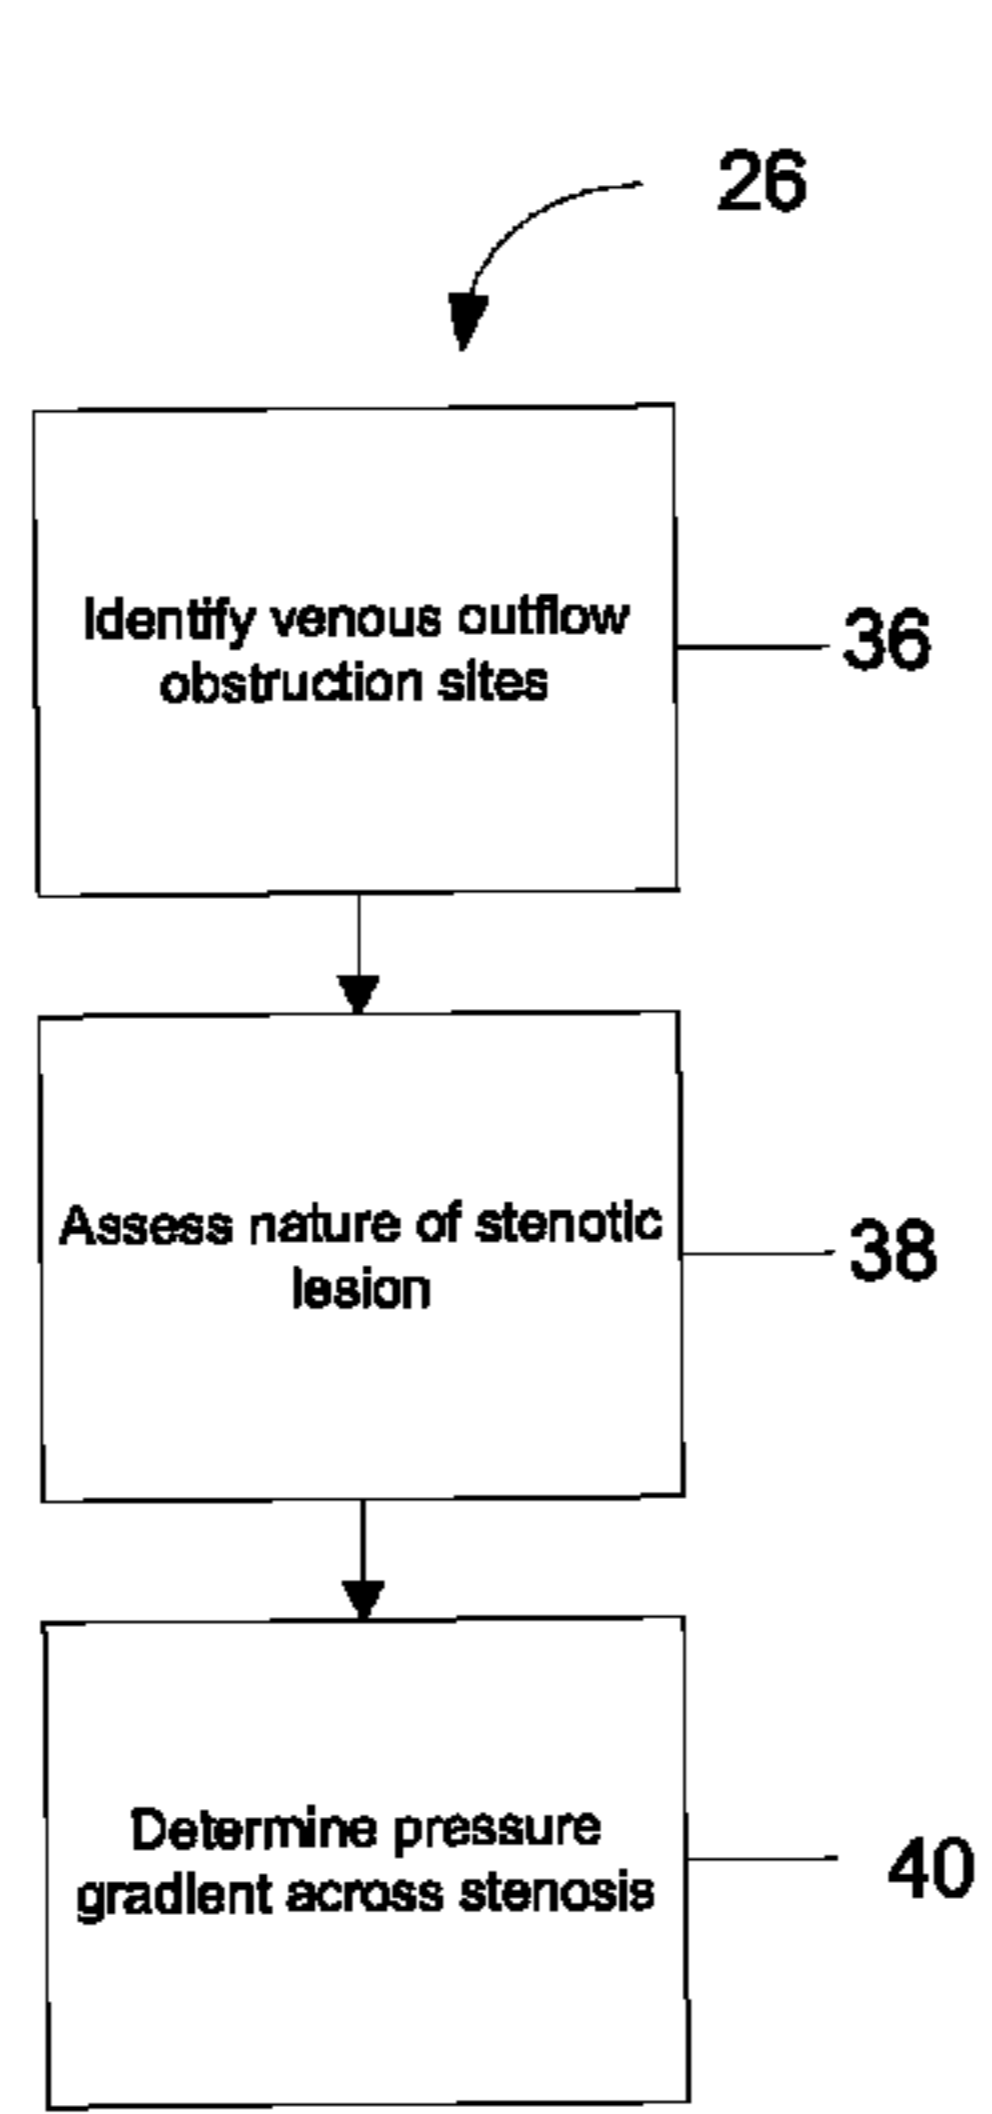 26
Identify venous outflow
obstruction sites
36
Assess nature of stenotic
lesion
38
Determine pressure
gradient across stenosis
40